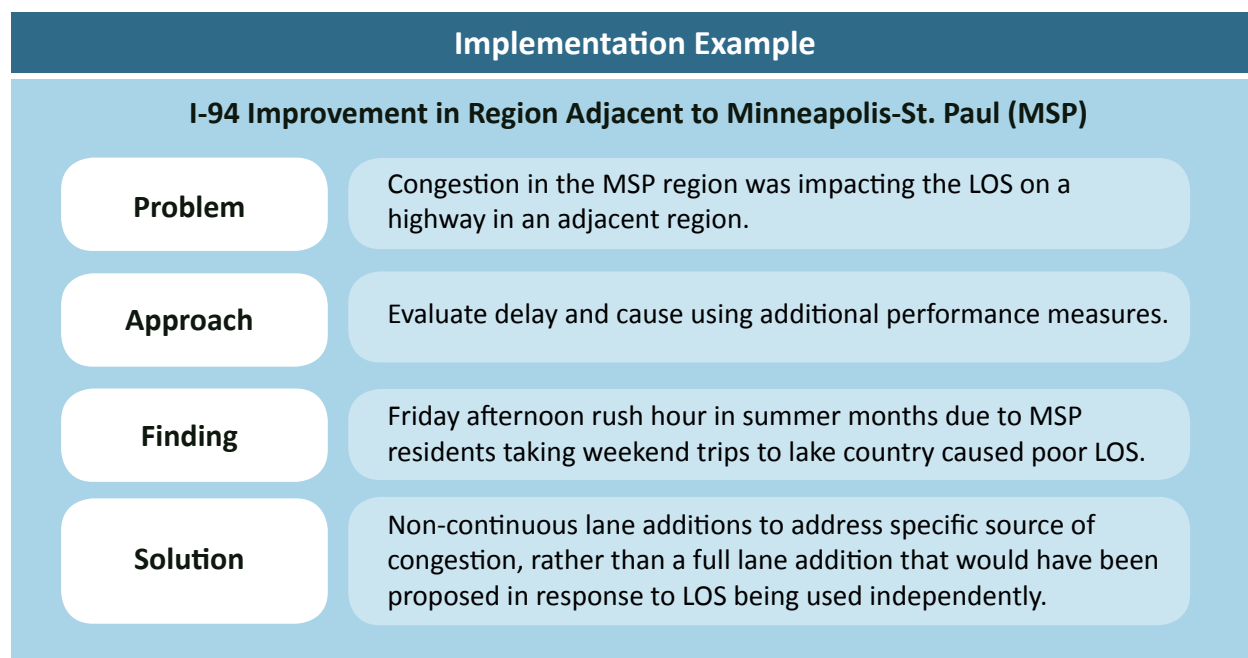 Implementation Example
I-94 Improvement in Region Adjacent to Minneapolis-St. Paul (MSP)
Problem
Congestion in the MSP region was impacting the LOS on a
highway in an adjacent region.
Approach
Evaluate delay and cause using additional performance measures.
Finding
Friday afternoon rush hour in summer months due to MSP
residents taking weekend trips to lake country caused poor LOS.
Solution
Non-continuous lane additions to address specific source of
congestion, rather than a full lane addition that would have been
proposed in response to LOS being used independently.